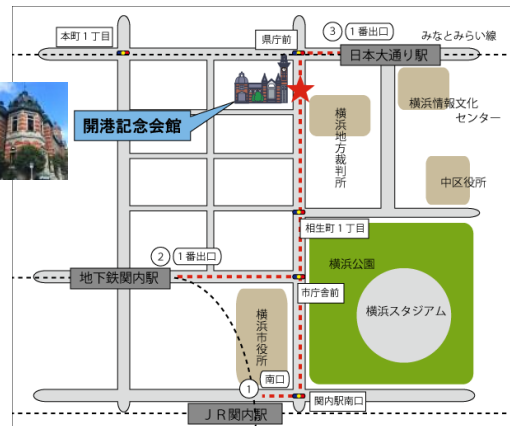 本町1丁目
県庁前
③ 1番出口
みなとみらい線
日本大通り駅
開港記念会館
横浜地方裁判所
横浜情報文化
センター
中区役所
相生町1丁目
② 1番出口
地下鉄関内駅
市庁舎前
横浜公園
横浜スタジアム
横浜市役所
① 南口
関内駅南口
JR関内駅